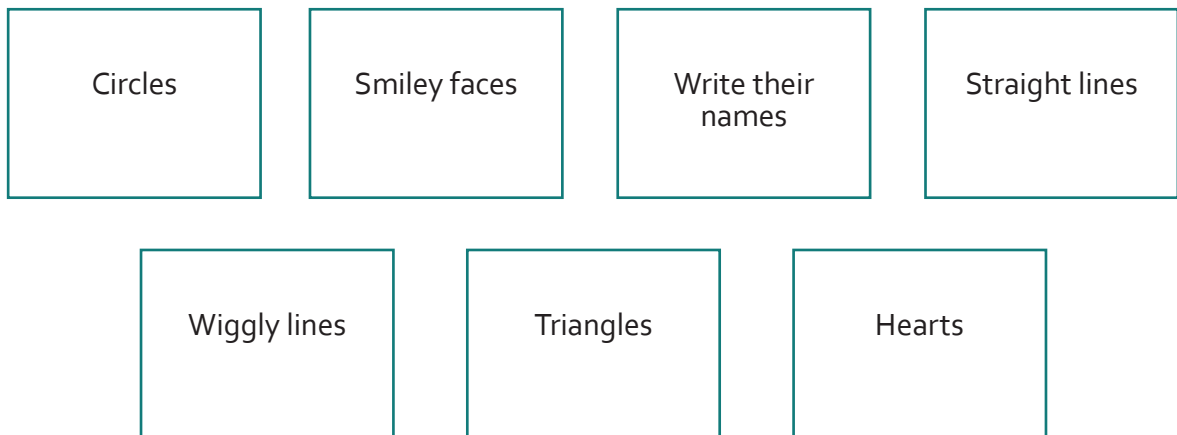 Circles
Smiley faces
Write their
names
Straight lines
Wiggly lines
Triangles
Hearts